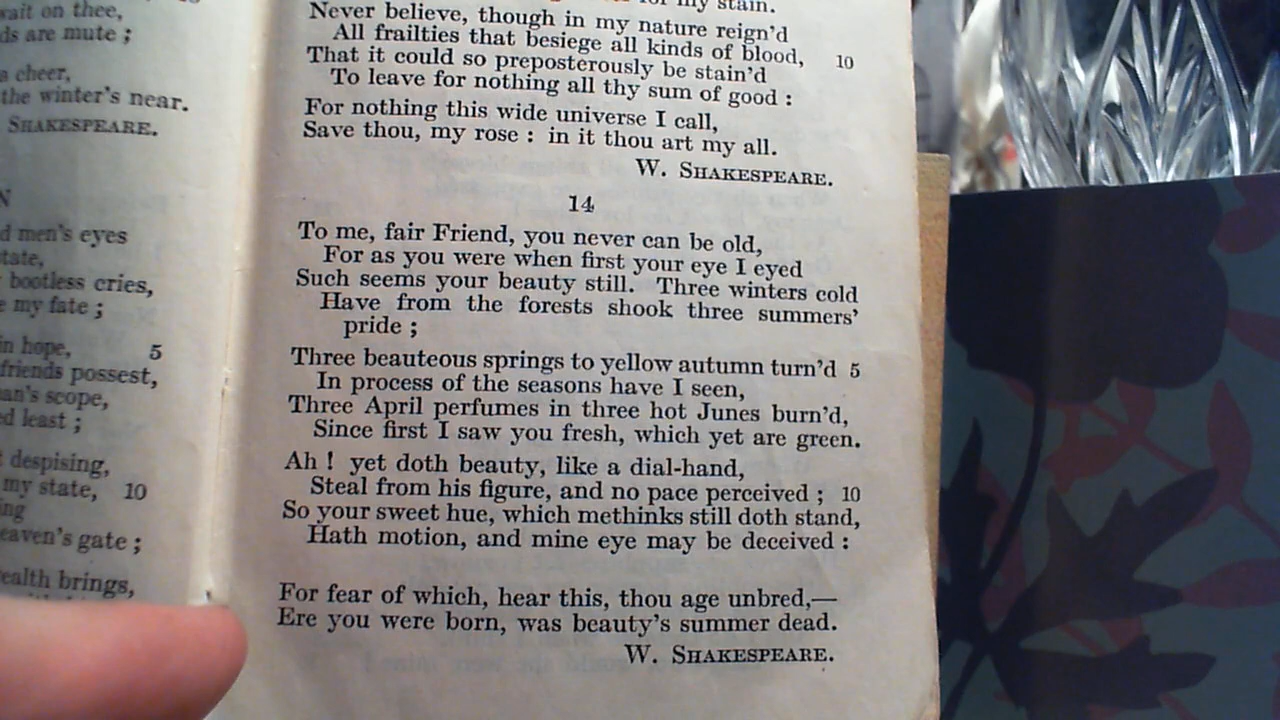 wait on thee,
are mute ;
cheer,
the winter's near.
SHAKESPEARE.
men's eyes
bootless cries,
my fate ;
in hope, 5
friends possest,
scope,
least ;
despising,
my state, 10
gate ;
brings,
for my stain.
Never believe, though in my nature reign'd
All frailties that besiege all kinds of blood, 10
That it could so preposterously be stain'd
To leave for nothing all thy sum of good :
For nothing this wide universe I call,
Save thou, my rose : in it thou art my all.
W. SHAKESPEARE.
14
To me, fair Friend, you never can be old,
For as you were when first your eye I eyed
Such seems your beauty still. Three winters cold
Have from the forests shook three summers'
pride ;
Three beauteous springs to yellow autumn turn'd 5
In process of the seasons have I seen,
Three April perfumes in three hot Junes burn'd,
Since first I saw you fresh, which yet are green.
Ah ! yet doth beauty, like a dial-hand,
Steal from his figure, and no pace perceived ; 10
So your sweet hue, which methinks still doth stand,
Hath motion, and mine eye may be deceived :
For fear of which, hear this, thou age unbred,—
Ere you were born, was beauty's summer dead.
W. SHAKESPEARE.